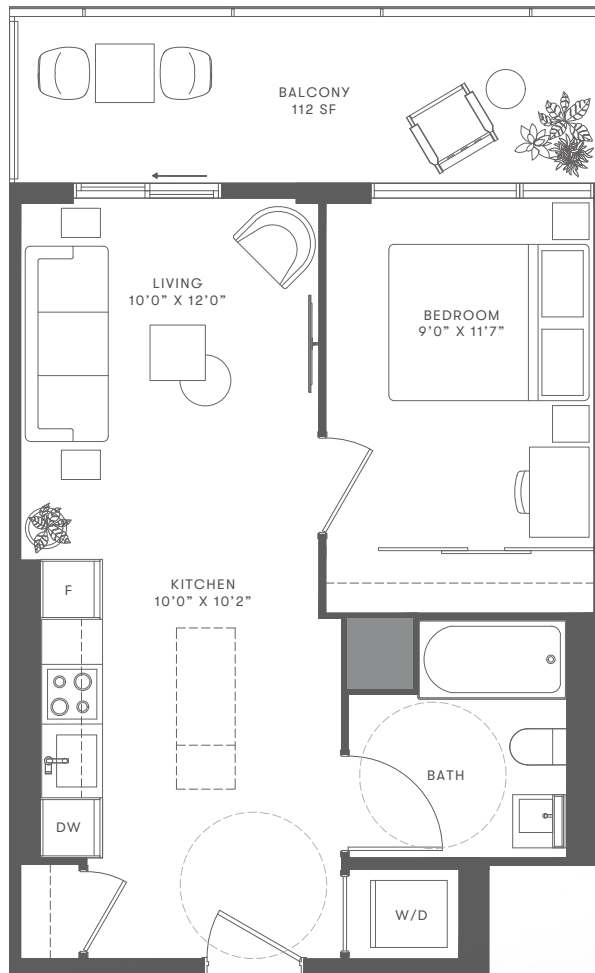 BALCONY
112 SF
LIVING
10'0" X 12'0"
BEDROOM
9'0" X 11'7"
F
KITCHEN
10'0" X 10'2"
BATH
DW
W/D